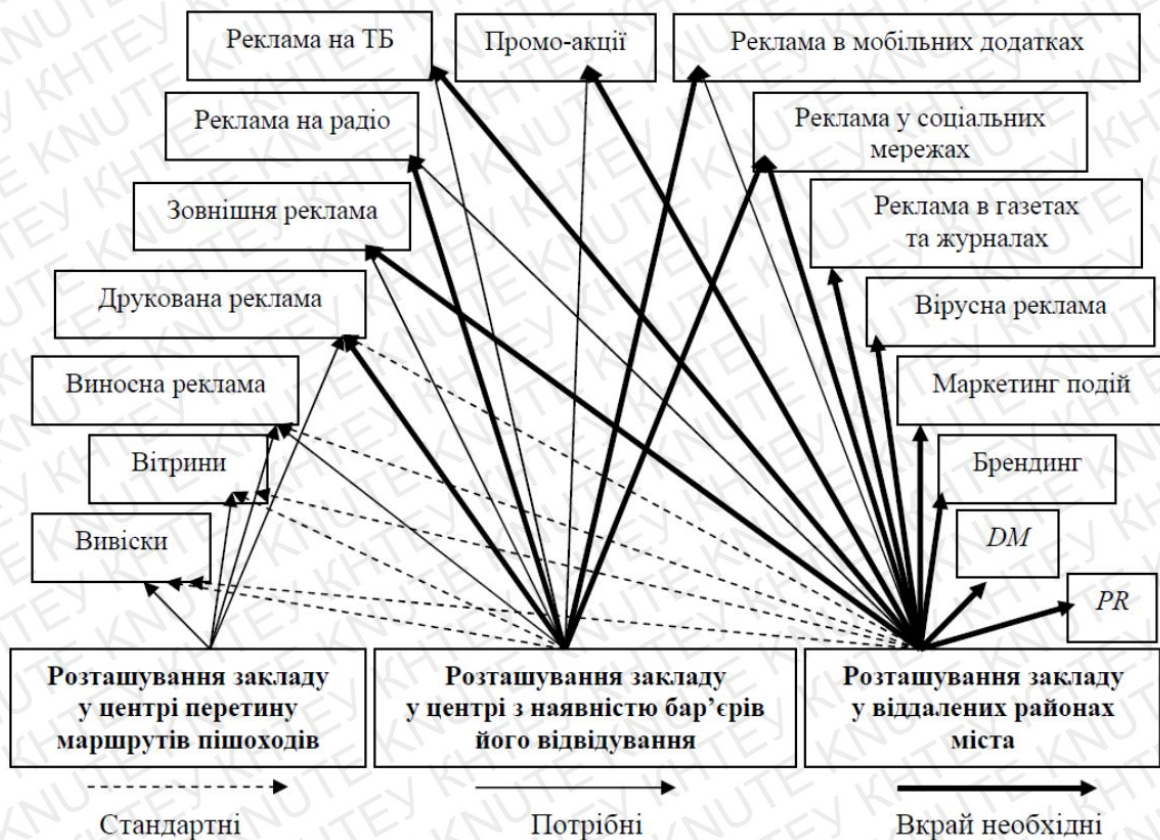 Реклама на ТБ
Промо-акції
Реклама в мобільних додатках
Реклама на радіо
Реклама у соціальних
мережах
Зовнішня реклама
Реклама в газетах
та журналах
Друкована реклама
Вірусна реклама
Виносна реклама
Маркетинг подій
Вітрини
Брендинг
Вивіски
DM
PR
Розташування закладу
у центрі перетину
маршрутів пішоходів
Розташування закладу
у центрі з наявністю бар’єрів
його відвідування
Розташування закладу
у віддалених районах
міста
Стандартні
Потрібні
Вкрай необхідні